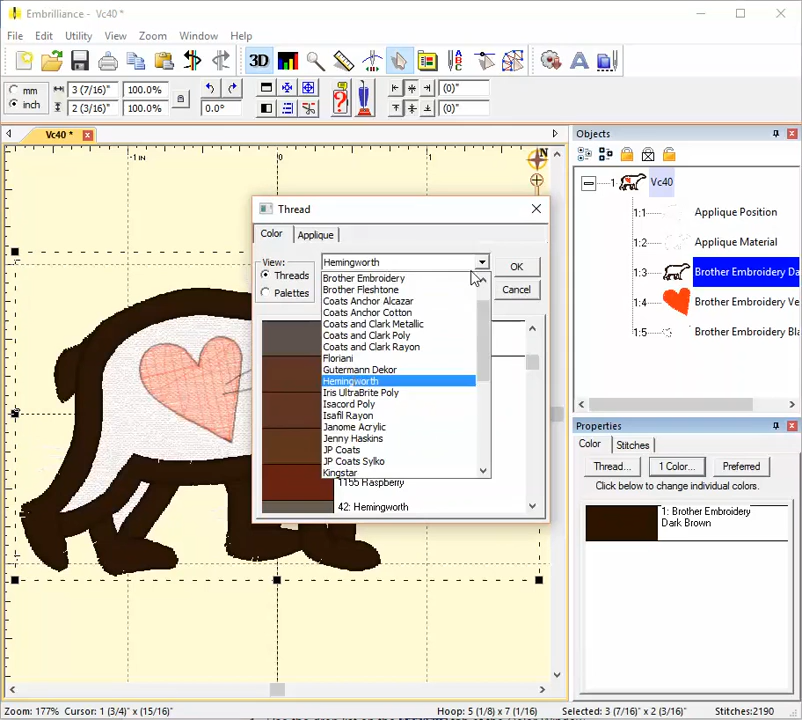 Embrilliance - Vc40 *
File Edit Utility View Zoom Window Help
3D
A B C
A
mm
inch
3 (7/16)"
100.0%
2 (3/16)"
100.0%
0.0°
(0)"
(0)"
Vc40 *
-1 IN
0
1
N
Thread
Color Applique
View:
Threads
Palettes
Hemingworth
OK
Cancel
Brother Embroidery
Brother Fleshtone
Coats Anchor Alcazar
Coats Anchor Cotton
Coats and Clark Metallic
Coats and Clark Poly
Coats and Clark Rayon
Floriani
Gutermann Dekor
Hemingworth
Iris UltraBrite Poly
Isacord Poly
Isafil Rayon
Janome Acrylic
Jenny Haskins
JP Coats
JP Coats Sylko
Kingstar
1155 Raspberry
42: Hemingworth
Objects
1: Vc40
1:1 Applique Position
1:2 Applique Material
1:3 Brother Embroidery Da
1:4 Brother Embroidery Ve
1:5 Brother Embroidery Bla
Properties
Color Stitches
Thread... 1 Color... Preferred
Click below to change individual colors.
1: Brother Embroidery
Dark Brown
Zoom: 177% Cursor: 1 (3/4)" x (15/16)" Hoop: 5 (1/8) x 7 (1/16) Selected: 3 (7/16)" x 2 (3/16)" Stitches:2190